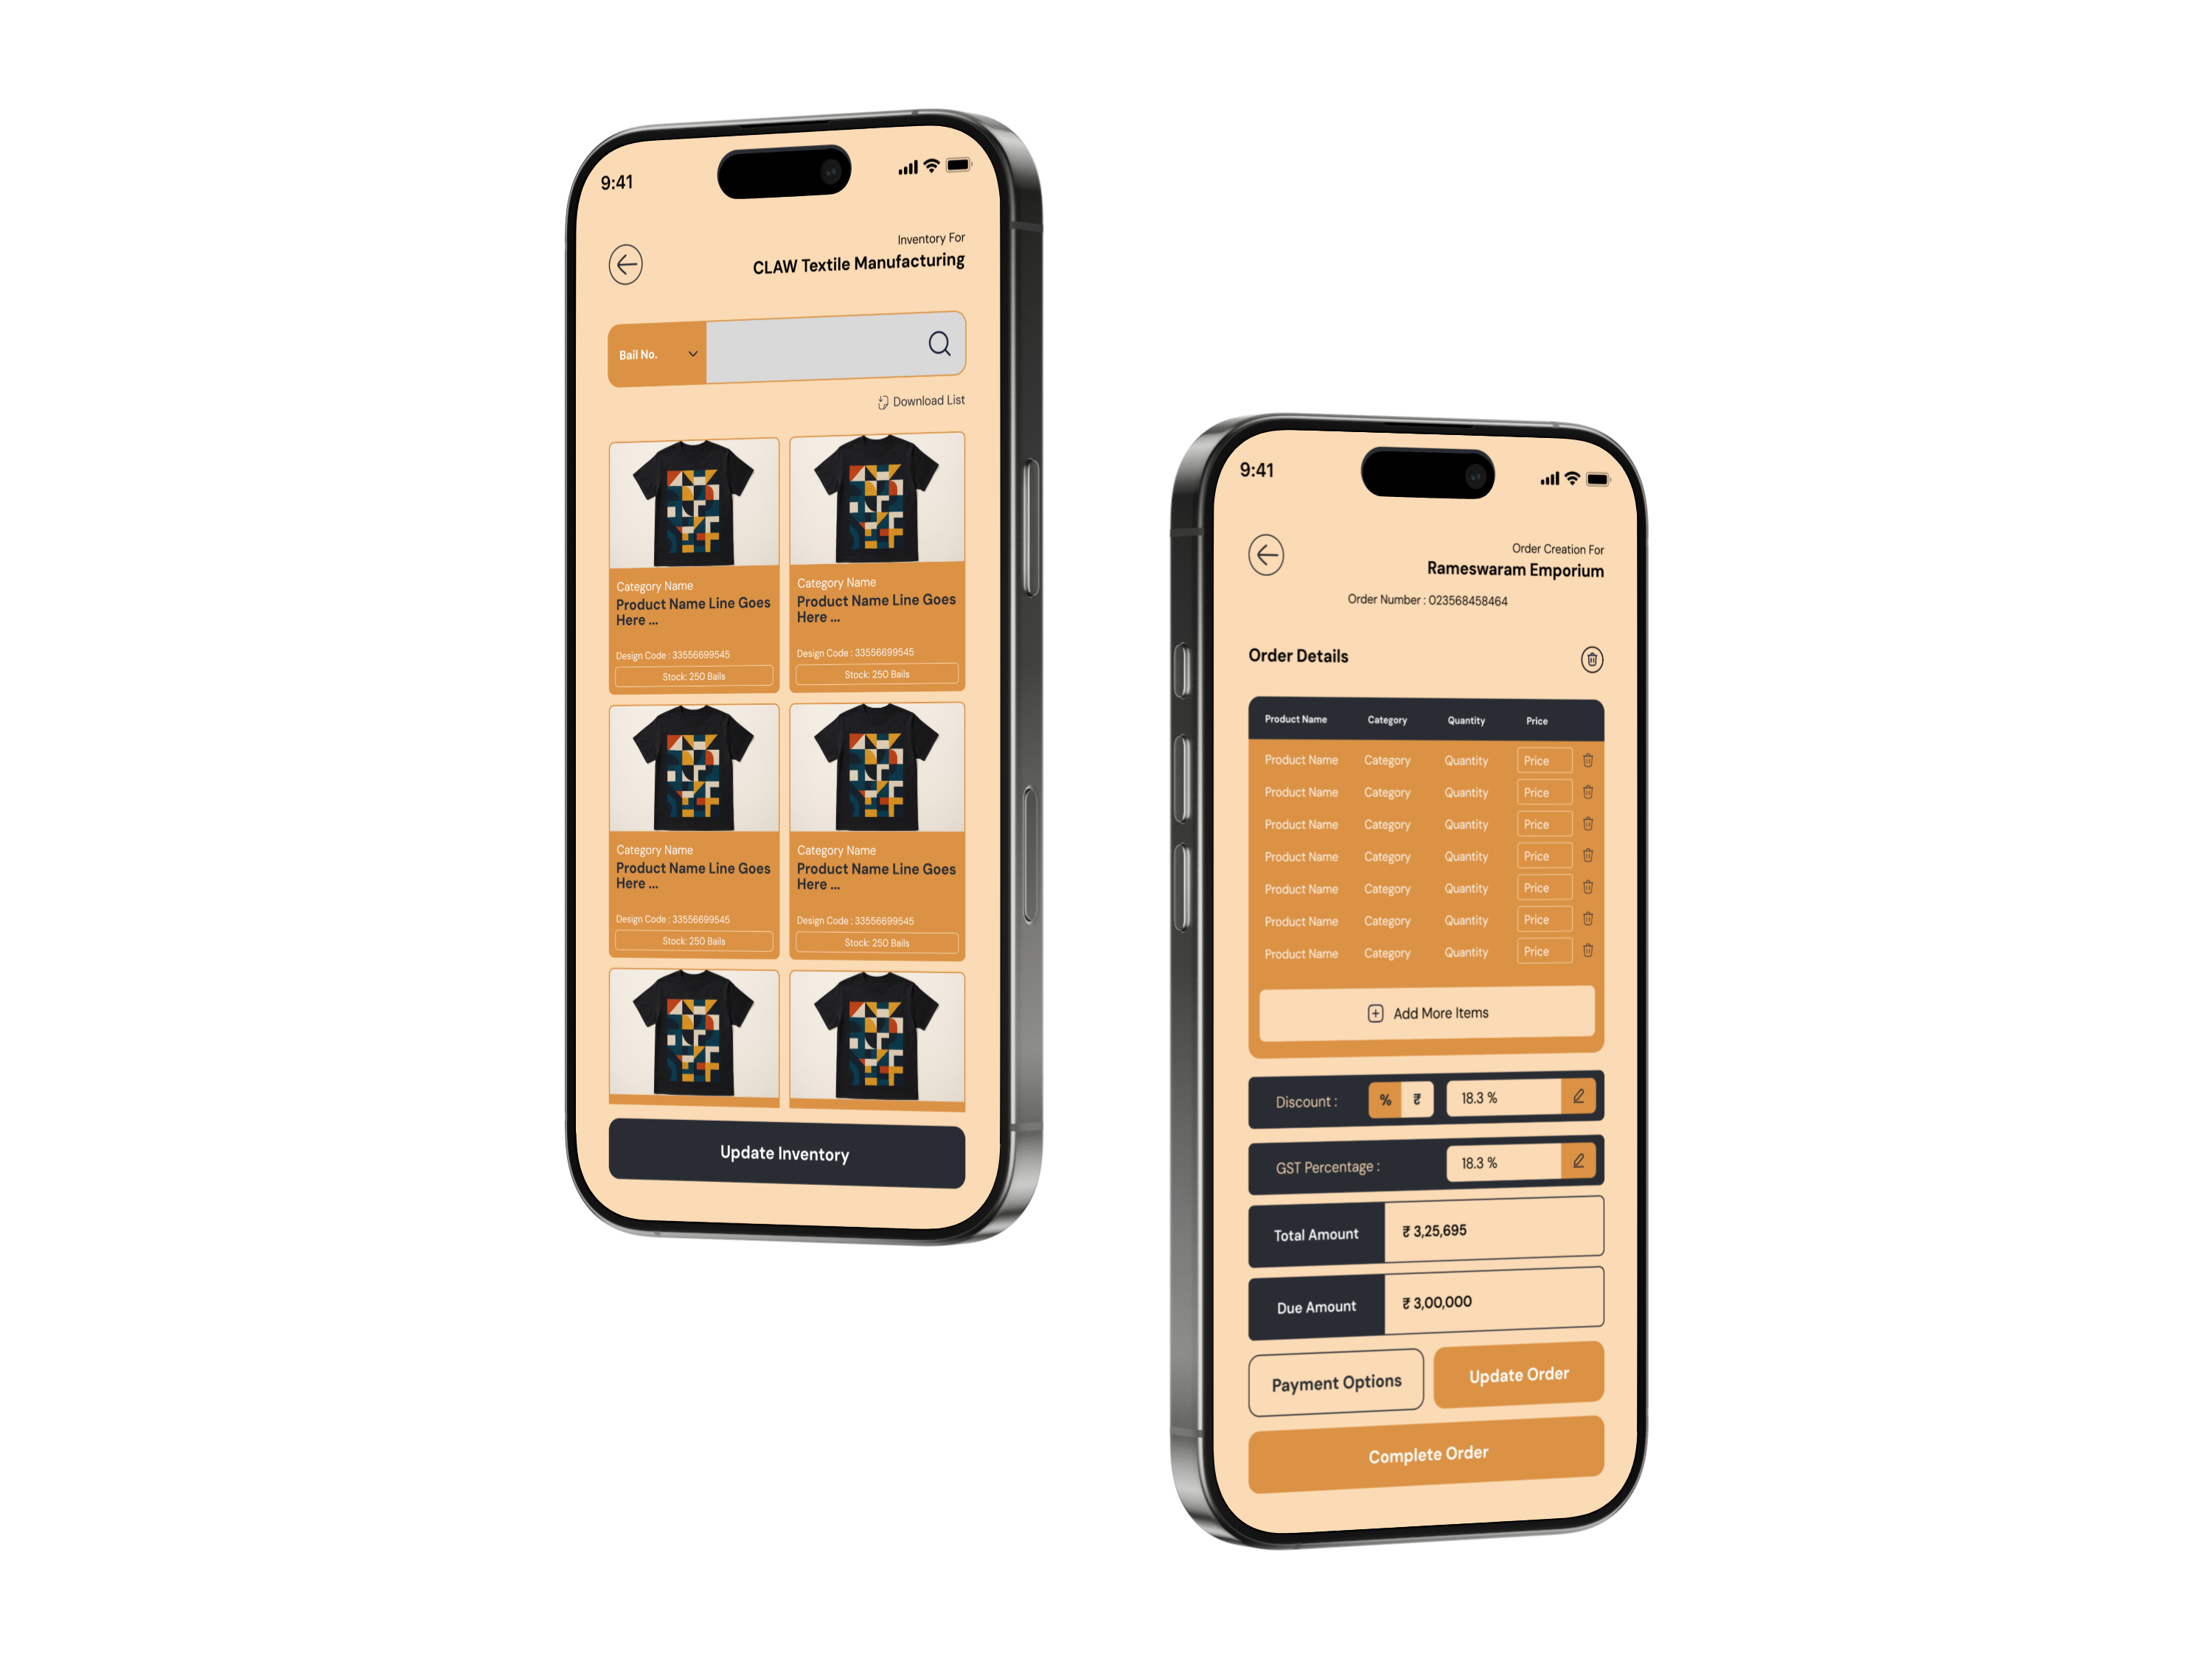 9:41
Inventory For
CLAW Textile Manufacturing
Bail No.
Download List
Category Name
Product Name Line Goes
Here ...
Design Code : 33556699545
Stock: 250 Bails
Category Name
Product Name Line Goes
Here ...
Design Code : 33556699545
Stock: 250 Bails
Category Name
Product Name Line Goes
Here ...
Design Code : 33556699545
Stock: 250 Bails
Category Name
Product Name Line Goes
Here ...
Design Code : 33556699545
Stock: 250 Bails
Update Inventory
9:41
Order Creation For
Rameswaram Emporium
Order Number : 023568458464
Order Details
Product Name Category Quantity Price
Product Name Category Quantity Price
Product Name Category Quantity Price
Product Name Category Quantity Price
Product Name Category Quantity Price
Product Name Category Quantity Price
Product Name Category Quantity Price
Product Name Category Quantity Price
Add More Items
Discount : % ₹ 18.3 %
GST Percentage : 18.3 %
Total Amount ₹ 3,25,695
Due Amount ₹ 3,00,000
Payment Options Update Order
Complete Order